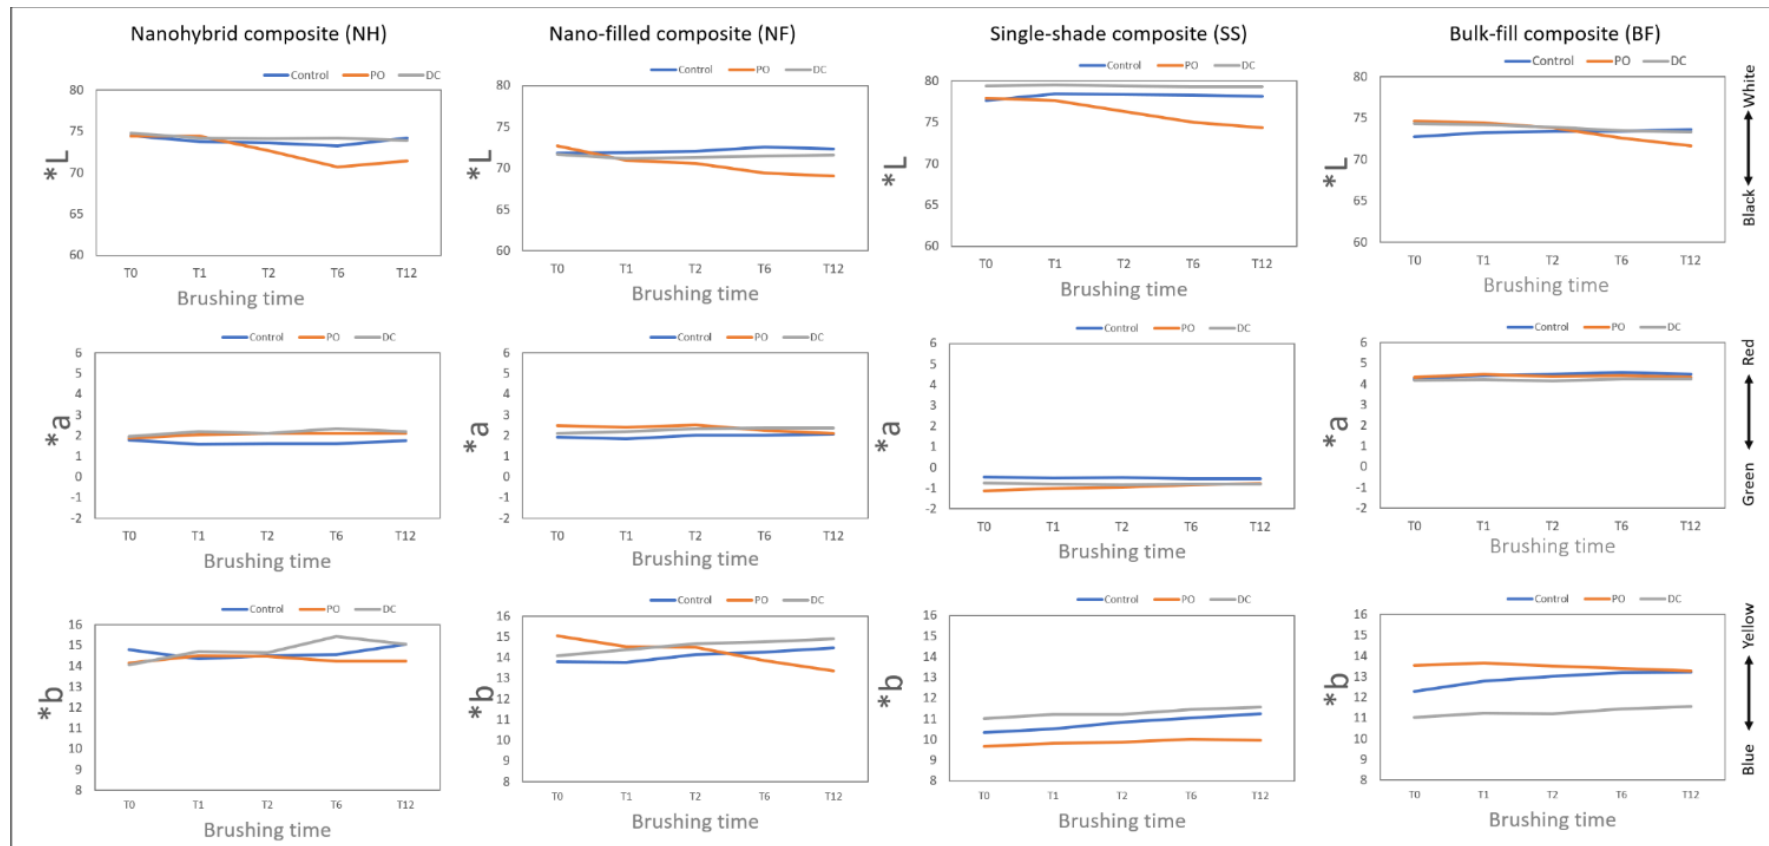 Nanohybrid composite (NH)
Nano-filled composite (NF)
Single-shade composite (SS)
Bulk-fill composite (BF)
Control PO DC
80
75
70
65
60
*L
T0 T1 T2 T6 T12
Brushing time
Control PO DC
80
75
70
65
60
*L
T0 T1 T2 T6 T12
Brushing time
Control PO DC
80
75
70
65
60
*L
T0 T1 T2 T6 T12
Brushing time
Control PO DC
80
75
70
65
60
*L
T0 T1 T2 T6 T12
Brushing time
White
Black
Control PO DC
6
5
4
3
2
1
0
-1
-2
*a
T0 T1 T2 T6 T12
Brushing time
Control PO DC
6
5
4
3
2
1
0
-1
-2
*a
T0 T1 T2 T6 T12
Brushing time
Control PO DC
6
5
4
3
2
1
0
-1
-2
*a
T0 T1 T2 T6 T12
Brushing time
Control PO DC
6
5
4
3
2
1
0
-1
-2
*a
T0 T1 T2 T6 T12
Brushing time
Red
Green
Control PO DC
16
15
14
13
12
11
10
9
8
*b
T0 T1 T2 T6 T12
Brushing time
Control PO DC
16
15
14
13
12
11
10
9
8
*b
T0 T1 T2 T6 T12
Brushing time
Control PO DC
16
15
14
13
12
11
10
9
8
*b
T0 T1 T2 T6 T12
Brushing time
Control PO DC
16
15
14
13
12
11
10
9
8
*b
T0 T1 T2 T6 T12
Brushing time
Yellow
Blue